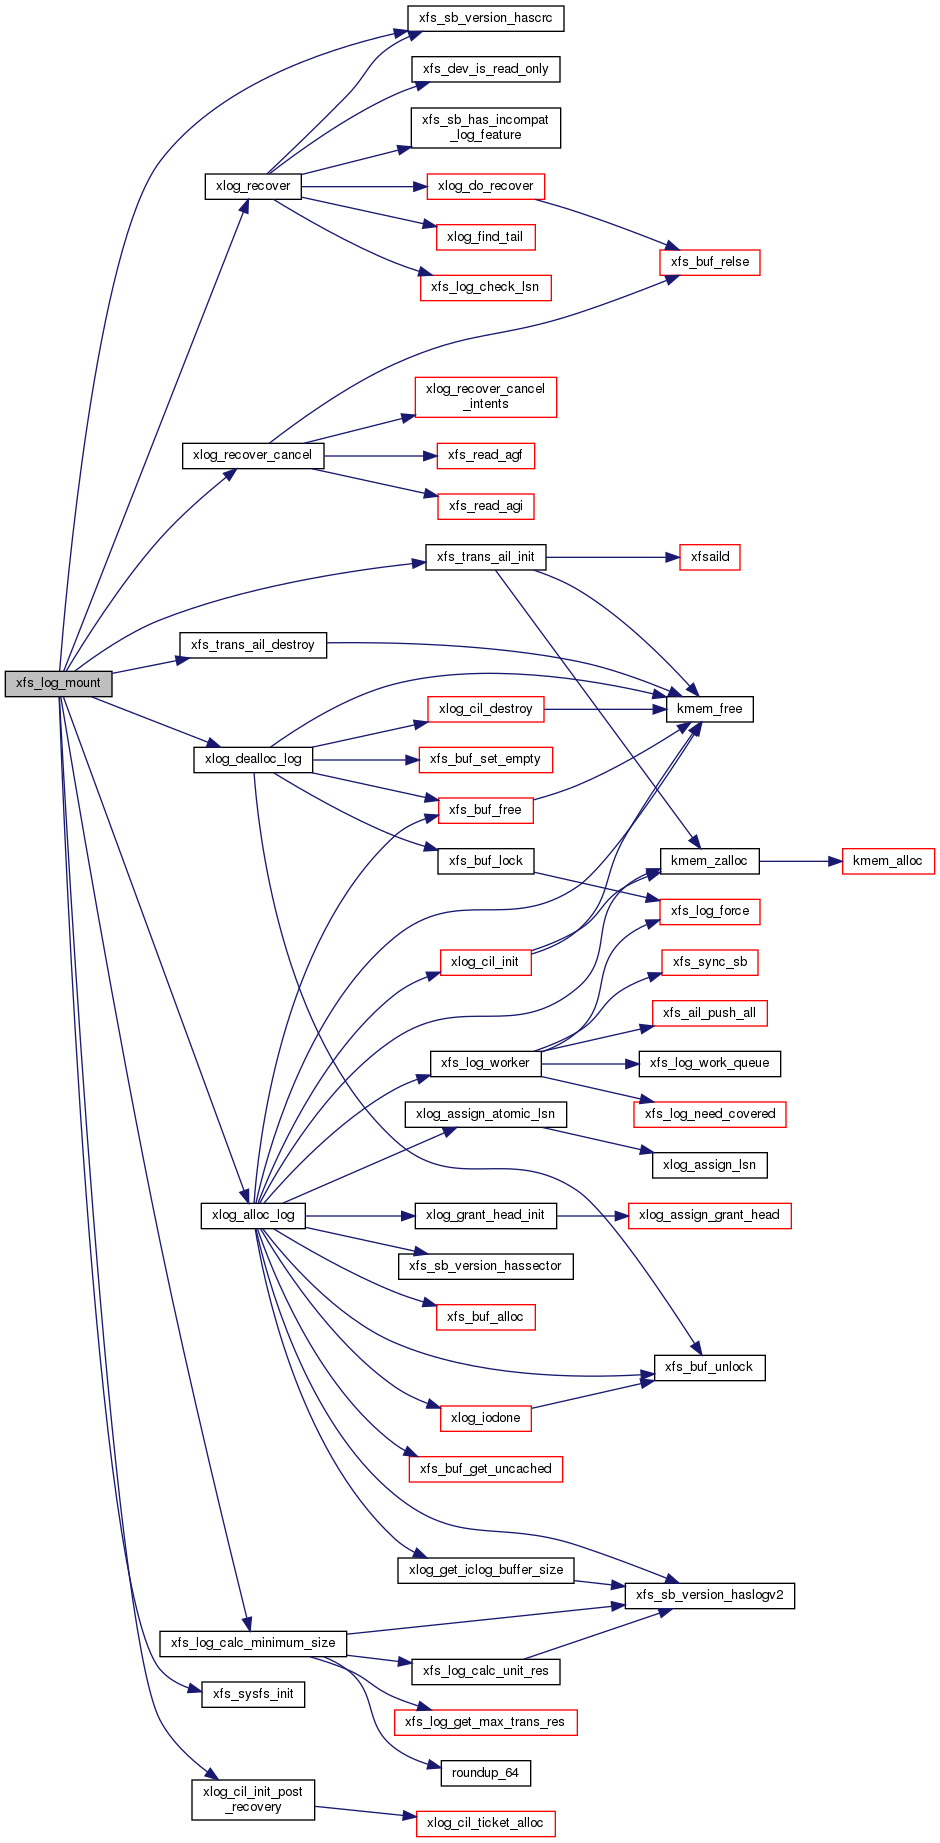 xfs_sb_version_hascrc
xfs_dev_is_read_only
xfs_sb_has_incompat
_log_feature
xlog_recover
xlog_do_recover
xlog_find_tail
xfs_buf_relse
xfs_log_check_lsn
xlog_recover_cancel
_intents
xlog_recover_cancel
xfs_read_agf
xfs_read_agi
xfs_trans_ail_init
xfsaild
xfs_trans_ail_destroy
xfs_log_mount
xlog_cil_destroy
kmem_free
xlog_dealloc_log
xfs_buf_set_empty
xfs_buf_free
xfs_buf_lock
kmem_zalloc
kmem_alloc
xfs_log_force
xlog_cil_init
xfs_sync_sb
xfs_ail_push_all
xfs_log_worker
xfs_log_work_queue
xlog_assign_atomic_lsn
xfs_log_need_covered
xlog_assign_lsn
xlog_alloc_log
xlog_grant_head_init
xlog_assign_grant_head
xfs_sb_version_hassector
xfs_buf_alloc
xfs_buf_unlock
xlog_iodone
xfs_buf_get_uncached
xlog_get_iclog_buffer_size
xfs_sb_version_haslogv2
xfs_log_calc_minimum_size
xfs_log_calc_unit_res
xfs_sysfs_init
xfs_log_get_max_trans_res
roundup_64
xlog_cil_init_post
_recovery
xlog_cil_ticket_alloc